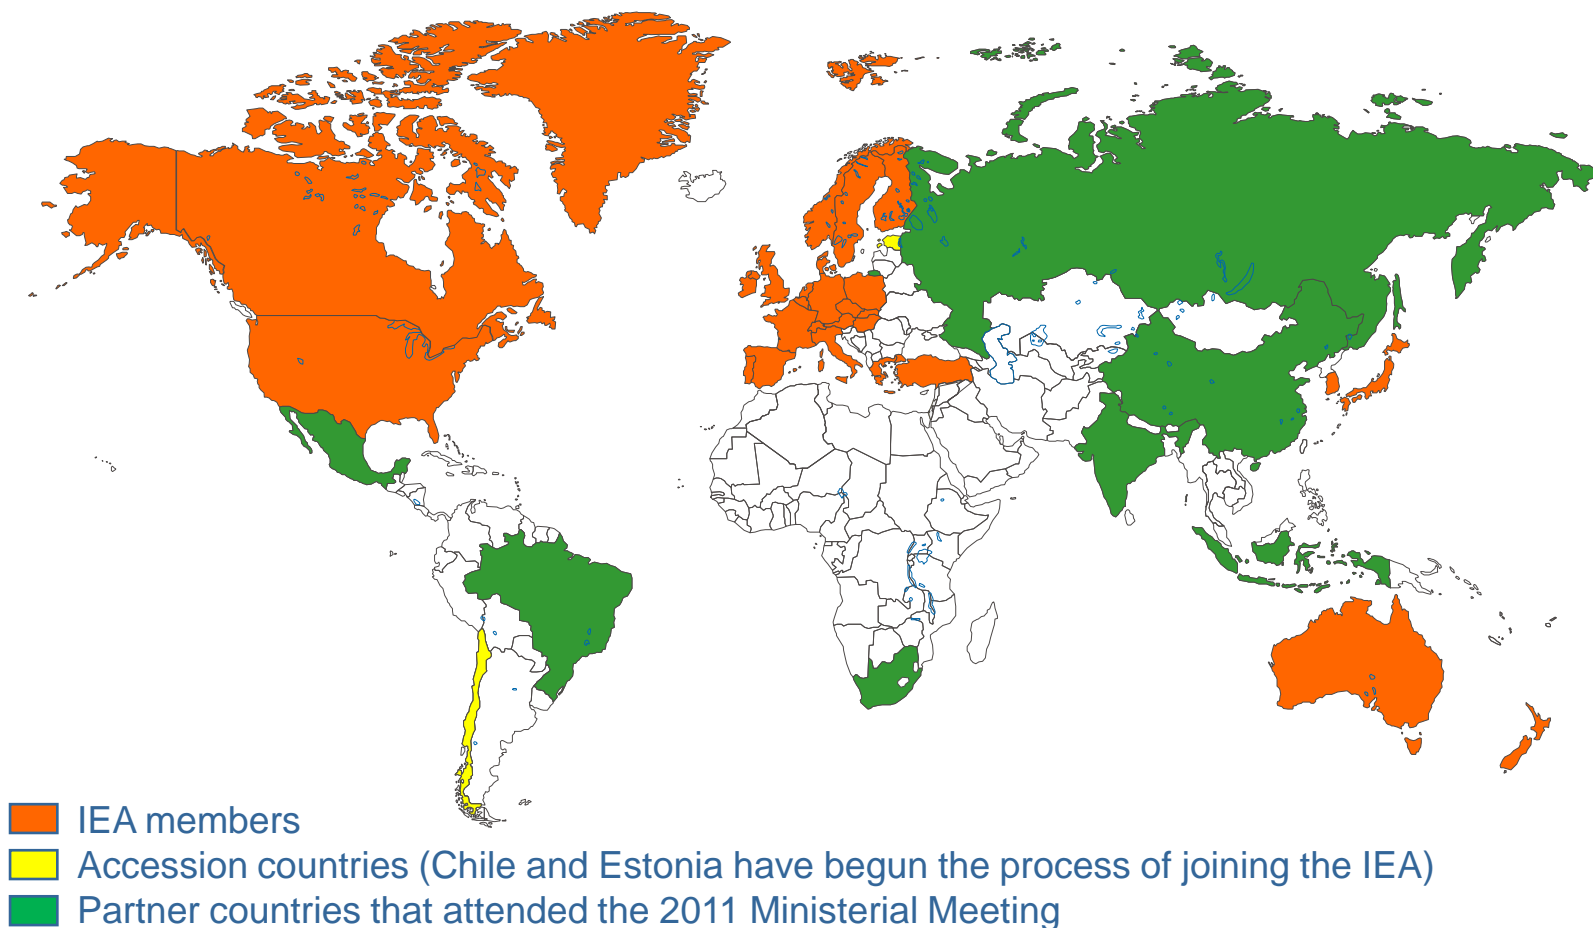 IEA members
Accession countries (Chile and Estonia have begun the process of joining the IEA)
Partner countries that attended the 2011 Ministerial Meeting